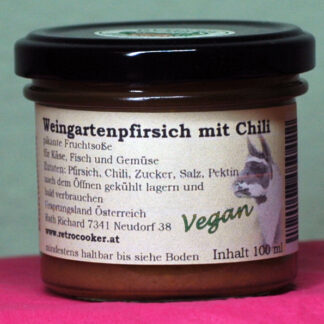 Weingartenpfirsich mit Chili
pikante Fruchtsoße
für Käse, Fisch und Gemüse
Zutaten: Pfirsich, Chili, Zucker, Salz, Pektin
nach dem Öffnen gekühlt lagern und
bald verbrauchen
Ursprungsland Österreich
Roth Richard 7341 Neudorf 38
www.retrocooker.at
Vegan
Inhalt 100 ml
mindestens haltbar bis siehe Boden